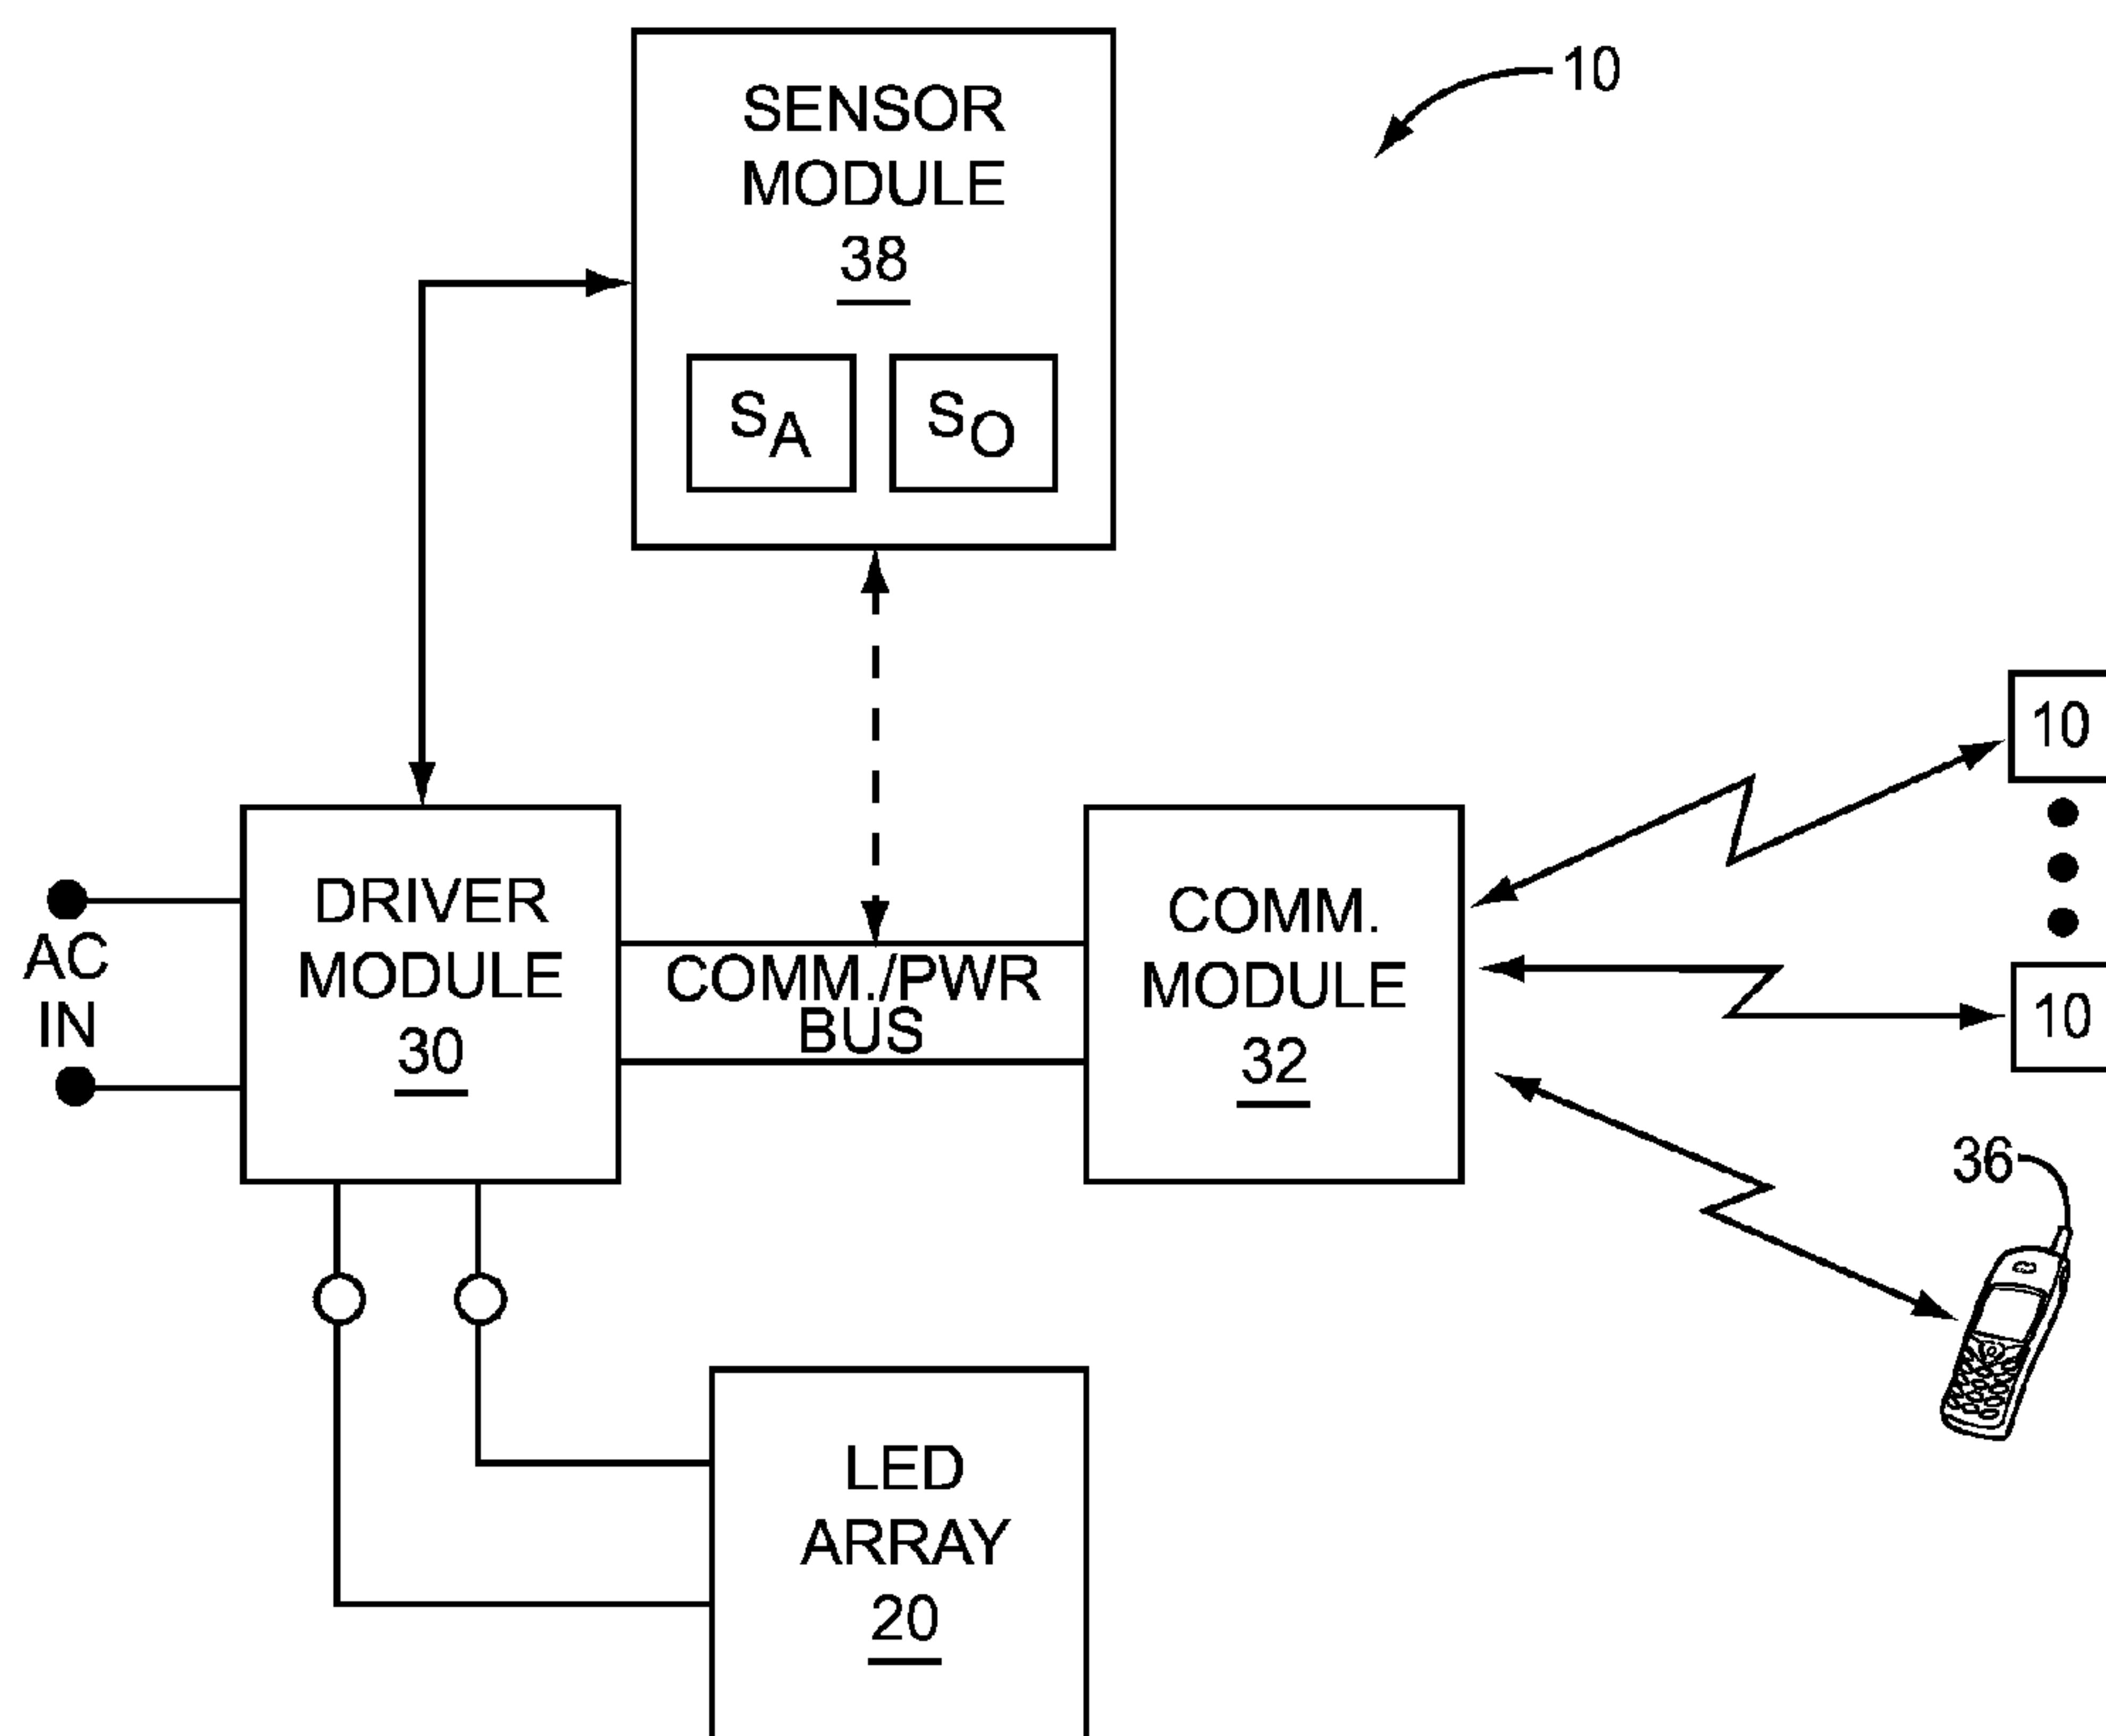 SENSOR
MODULE
38
SA
SO
10
10
10
DRIVER
MODULE
30
AC
IN
COMM./PWR
BUS
COMM.
MODULE
32
36
LED
ARRAY
20